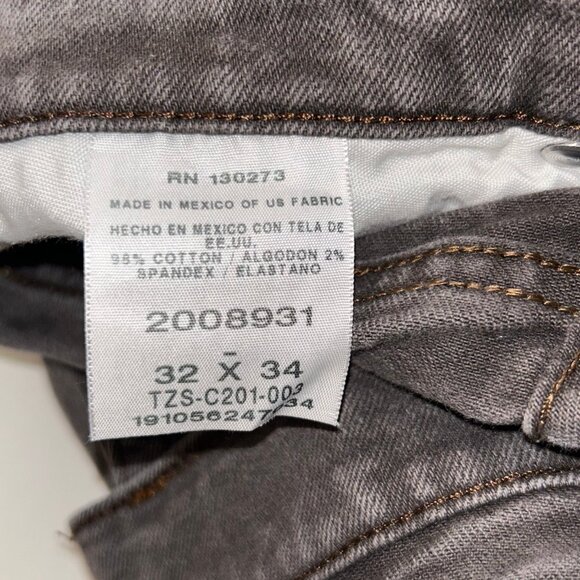 RN 130273
MADE IN MEXICO OF US FABRIC
HECHO EN MEXICO CON TELA DE
EE.UU.
98% COTTON / ALGODON 2%
SPANDEX / ELASTANO
2008931
-
32 X 34
TZS-C201-003